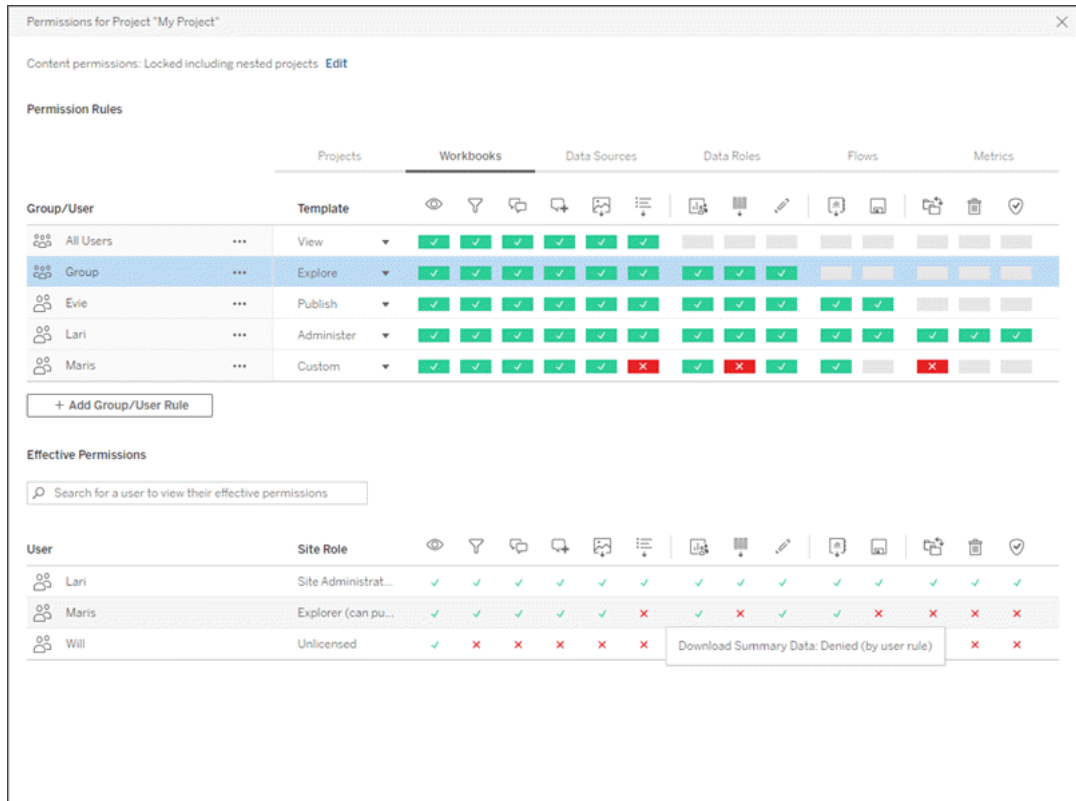 Permissions for Project "My Project"
Content permissions: Locked including nested projects Edit
Permission Rules
Projects Workbooks Data Sources Data Roles Flows Metrics
Group/User Template
All Users ... View
Group ... Explore
Evie ... Publish
Lari ... Administer
Maris ... Custom
+ Add Group/User Rule
Effective Permissions
Search for a user to view their effective permissions
User Site Role
Lari Site Administrat...
Maris Explorer (can pu...
Will Unlicensed
Download Summary Data: Denied (by user rule)